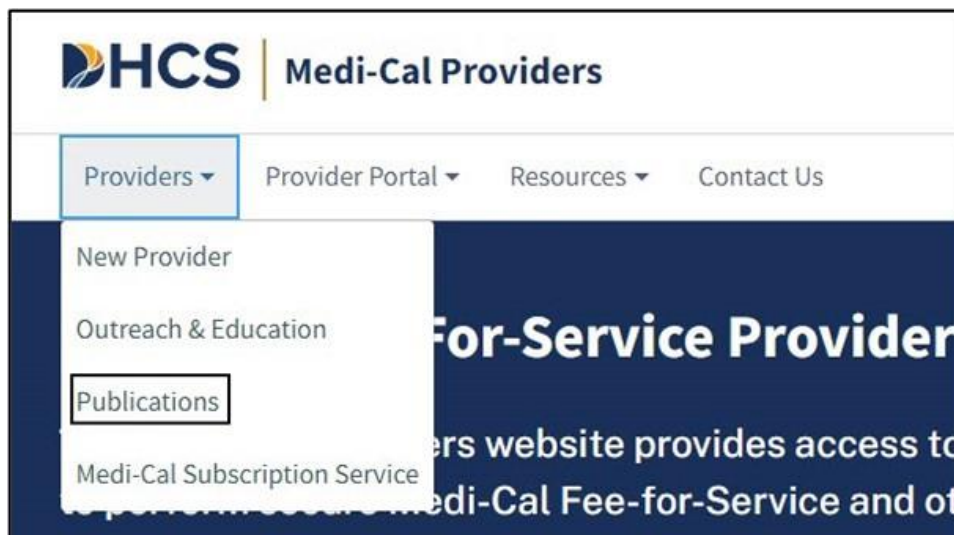 DHCS | Medi-Cal Providers
Providers Provider Portal Resources Contact Us
New Provider
Outreach & Education
Publications
Medi-Cal Subscription Service
For-Service Provider
ers website provides access to
edi-Cal Fee-for-Service and ot